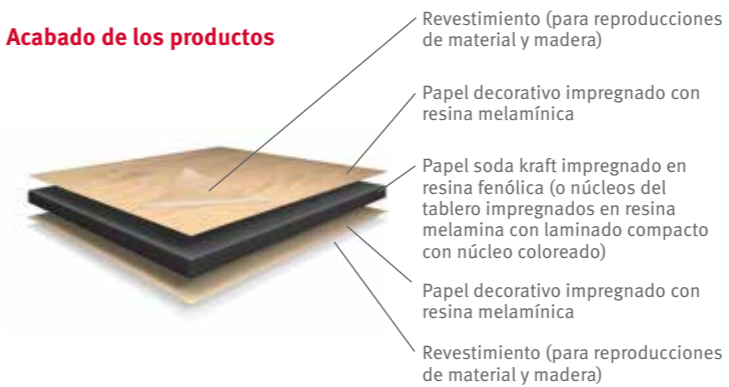 Acabado de los productos
Revestimiento (para reproducciones
de material y madera)
Papel decorativo impregnado con
resina melamínica
Papel soda kraft impregnado en
resina fenólica (o núcleos del
tablero impregnados en resina
melamina con laminado compacto
con núcleo coloreado)
Papel decorativo impregnado con
resina melamínica
Revestimiento (para reproducciones
de material y madera)